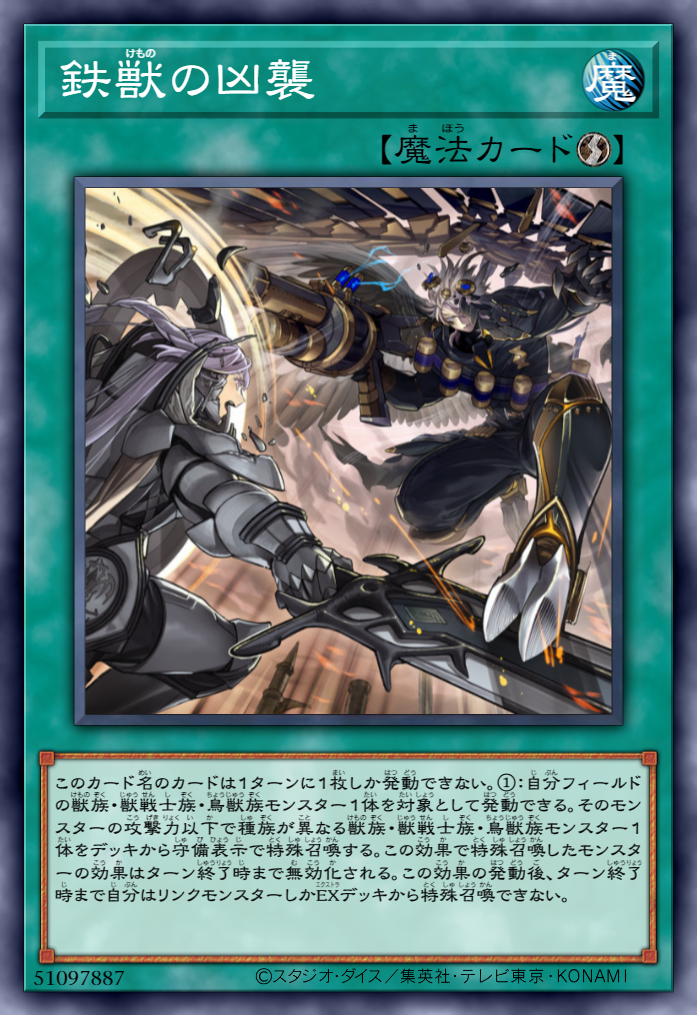 鉄獣の凶襲
けもの
魔
ま
【魔法カード】
ま ほう
このカード名のカードは1ターンに1枚しか発動できない。①:自分フィールド
の獣族・獣戦士族・鳥獣族モンスター1体を対象として発動できる。そのモン
スターの攻撃力以下で種族が異なる獣族・獣戦士族・鳥獣族モンスター1
体をデッキから守備表示で特殊召喚する。この効果で特殊召喚したモンスタ
ーの効果はターン終了時まで無効化される。この効果の発動後、ターン終了
時まで自分はリンクモンスターしかEXデッキから特殊召喚できない。
51097887
©スタジオ・ダイス/集英社・テレビ東京・KONAMI